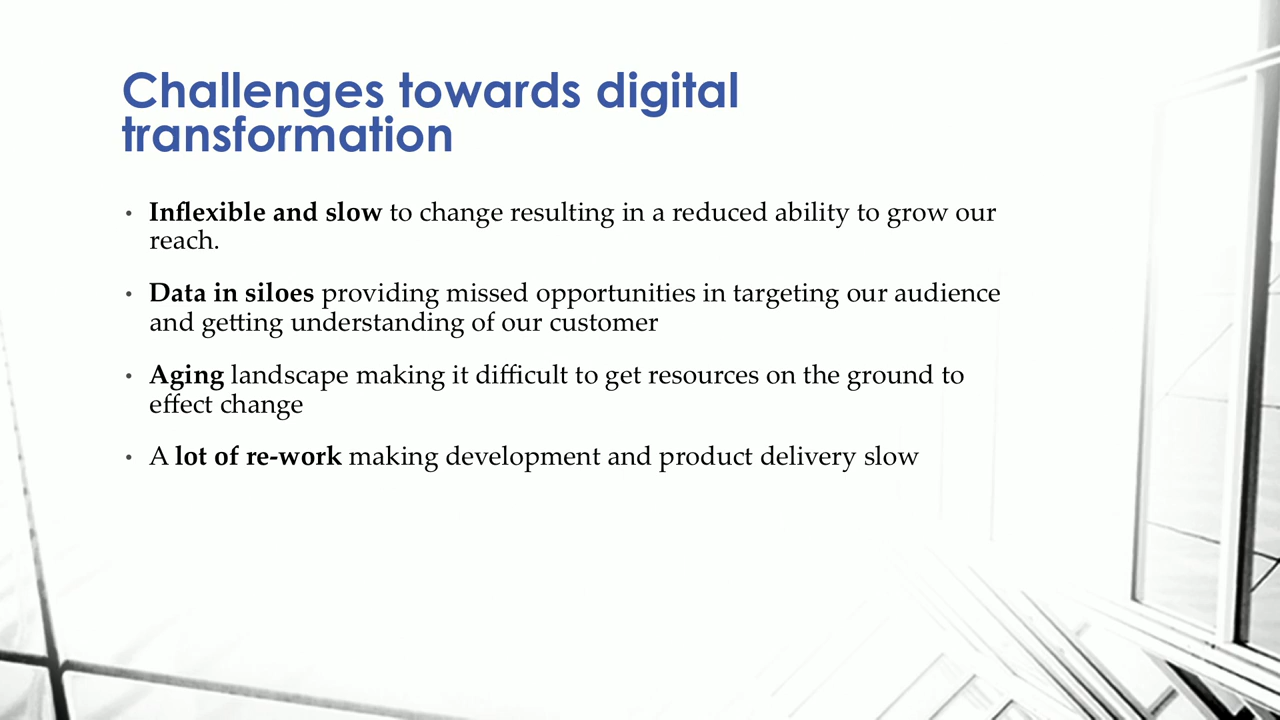 Challenges towards digital
transformation
• Inflexible and slow to change resulting in a reduced ability to grow our
reach.
• Data in siloes providing missed opportunities in targeting our audience
and getting understanding of our customer
• Aging landscape making it difficult to get resources on the ground to
effect change
• A lot of re-work making development and product delivery slow